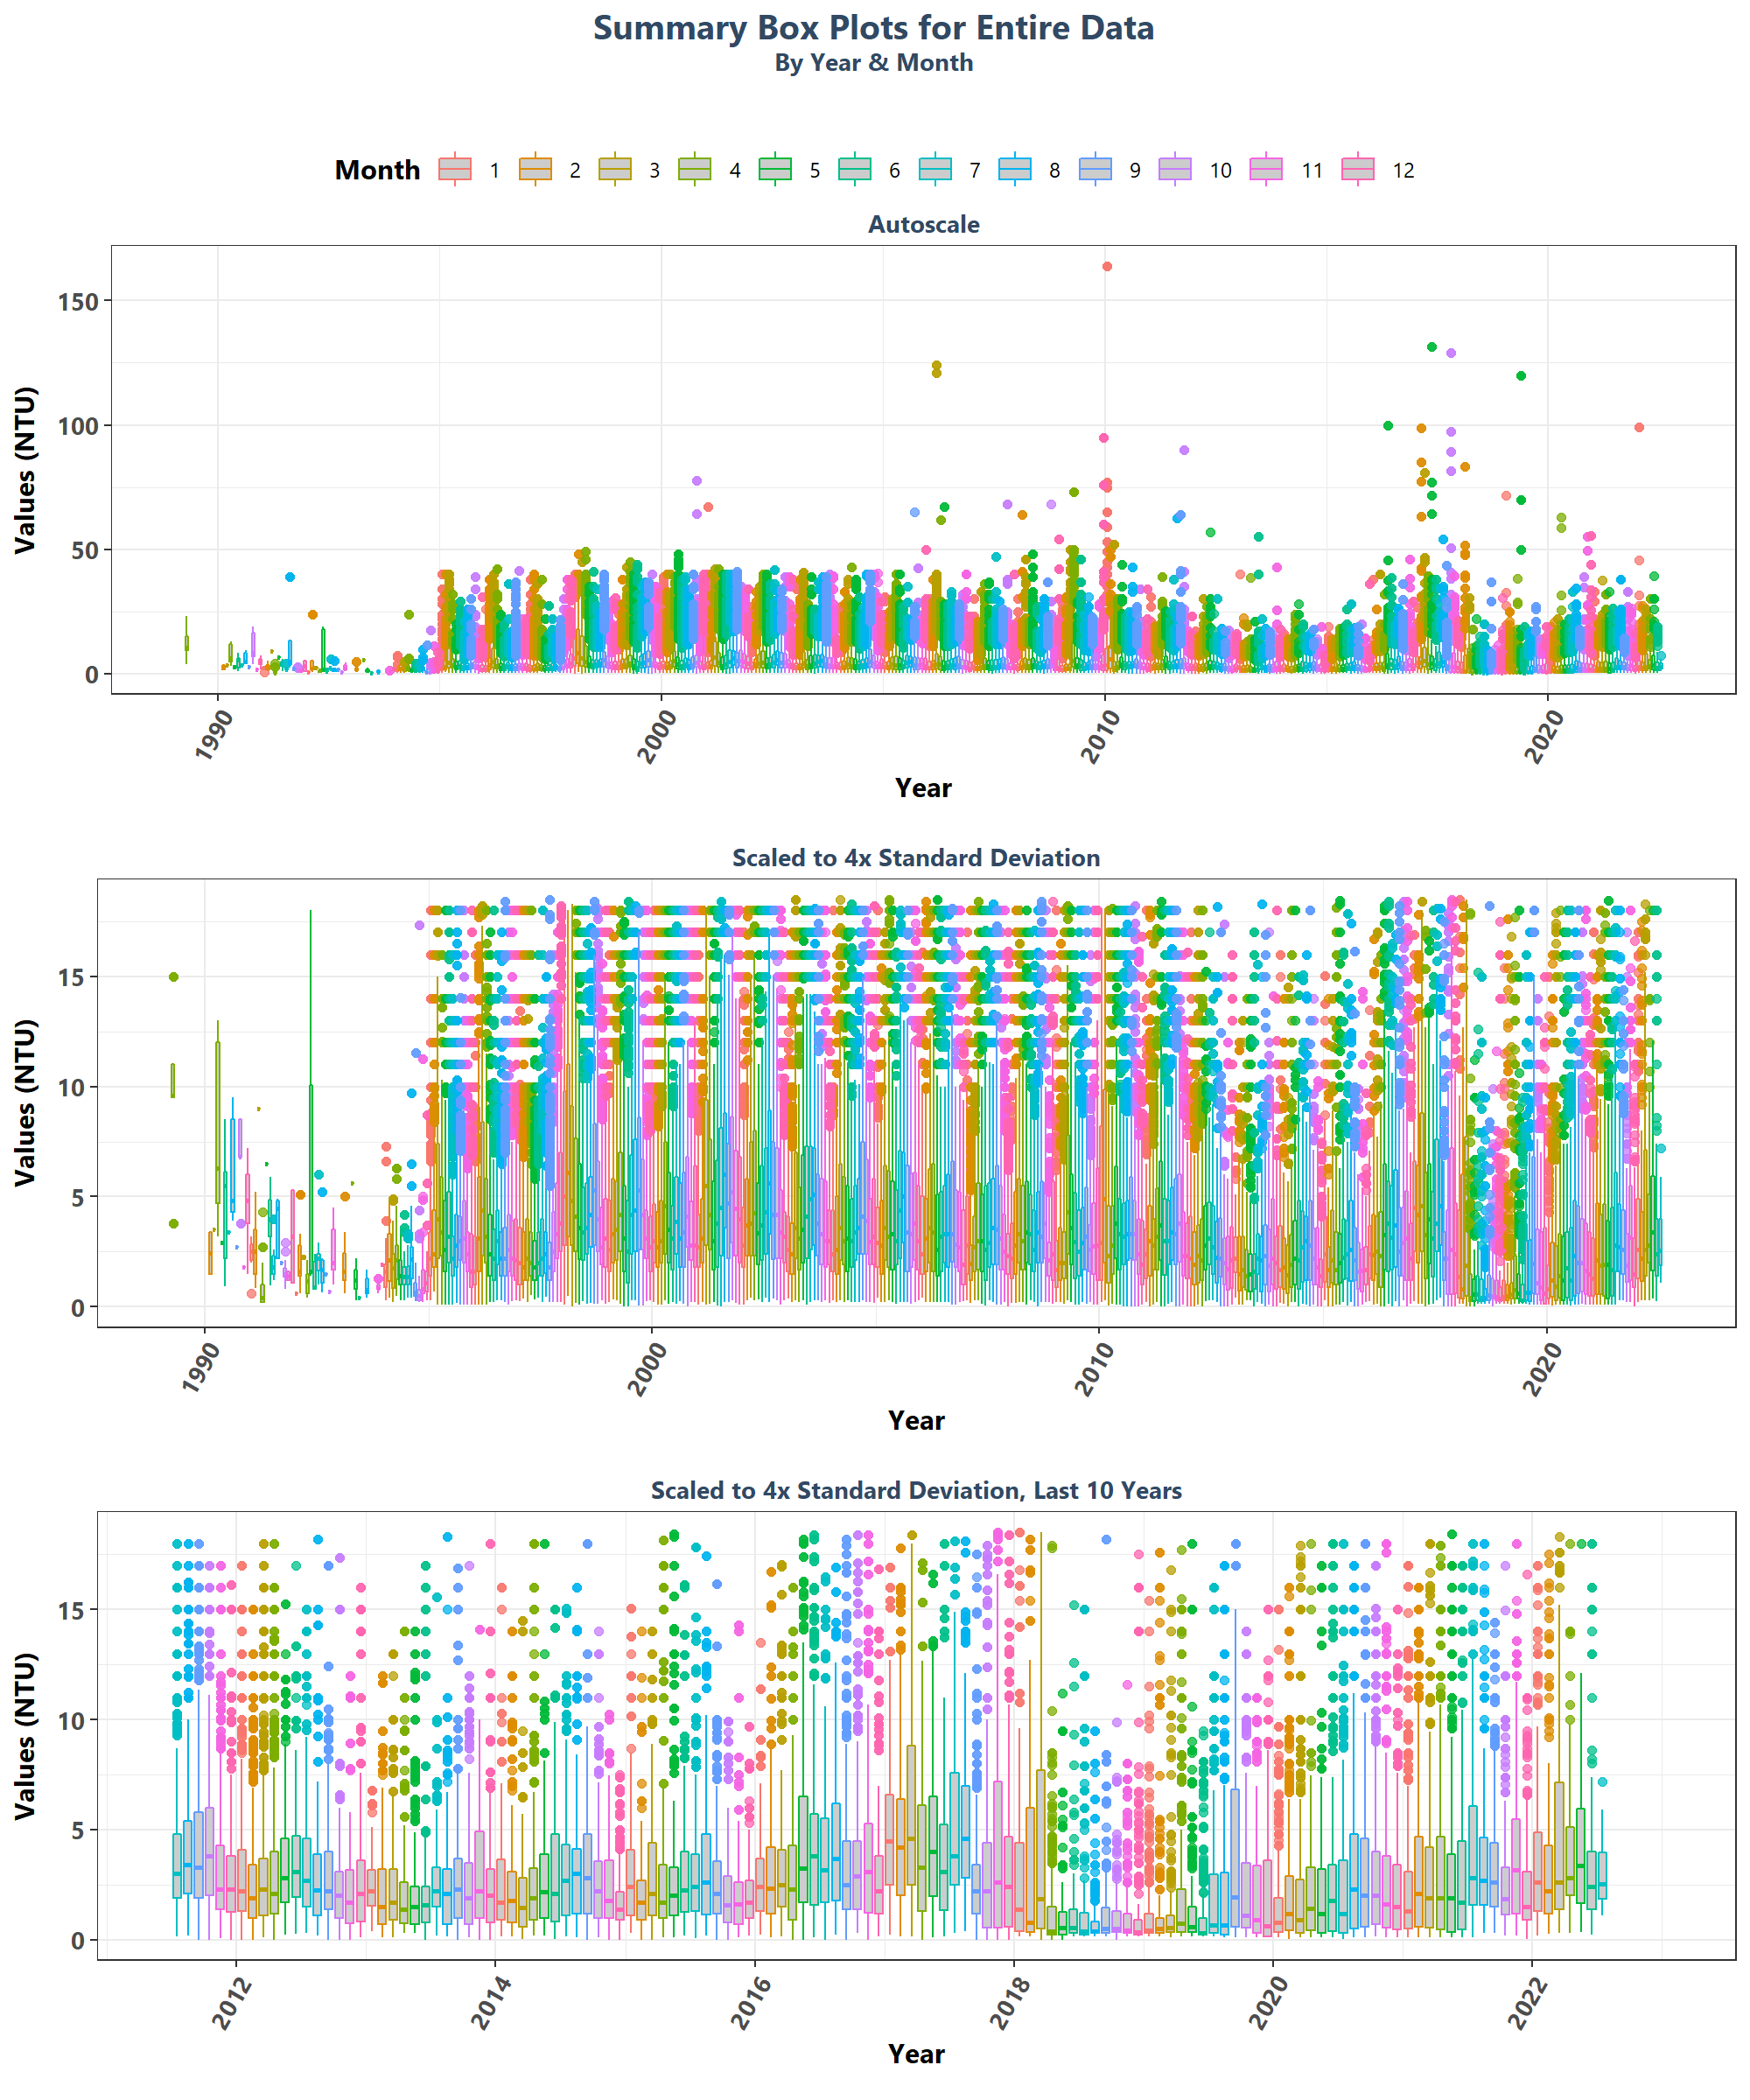 Summary Box Plots for Entire Data
By Year & Month
Month 1 2 3 4 5 6 7 8 9 10 11 12
Autoscale
Values (NTU)
150
100
50
0
1990 2000 2010 2020
Year
Scaled to 4x Standard Deviation
Values (NTU)
15
10
5
0
1990 2000 2010 2020
Year
Scaled to 4x Standard Deviation, Last 10 Years
Values (NTU)
15
10
5
0
2012 2014 2016 2018 2020 2022
Year